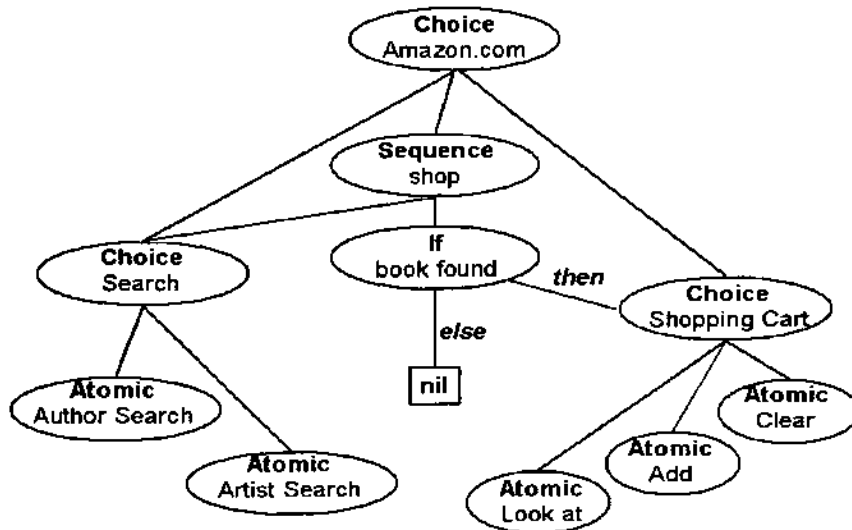 Choice
Amazon.com
Sequence
shop
If
book found
Choice
Search
then
Choice
Shopping Cart
else
nil
Atomic
Author Search
Atomic
Clear
Atomic
Add
Atomic
Artist Search
Atomic
Look at